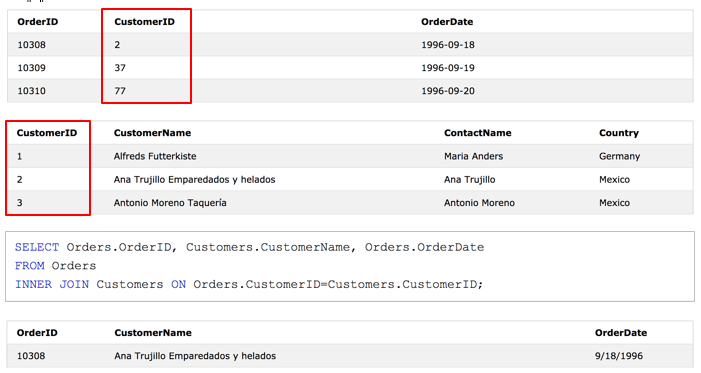 OrderID CustomerID OrderDate
10308 2 1996-09-18
10309 37 1996-09-19
10310 77 1996-09-20
CustomerID CustomerName ContactName Country
1 Alfreds Futterkiste Maria Anders Germany
2 Ana Trujillo Emparedados y helados Ana Trujillo Mexico
3 Antonio Moreno Taquería Antonio Moreno Mexico
SELECT Orders.OrderID, Customers.CustomerName, Orders.OrderDate
FROM Orders
INNER JOIN Customers ON Orders.CustomerID=Customers.CustomerID;
OrderID CustomerName OrderDate
10308 Ana Trujillo Emparedados y helados 9/18/1996